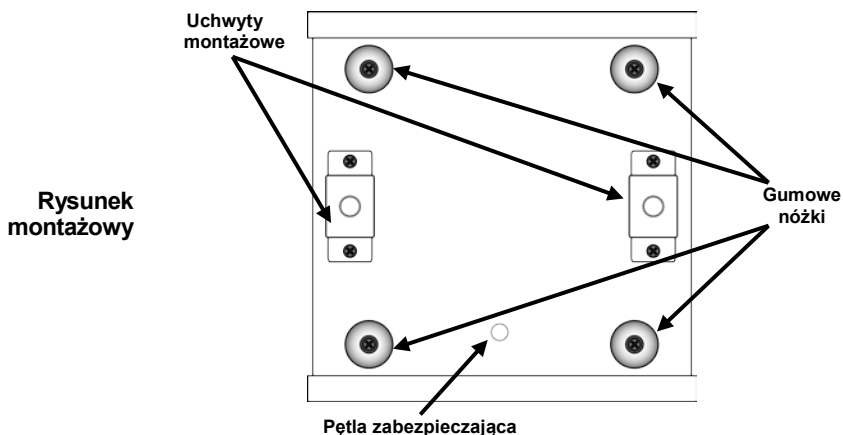 Uchwyty
montażowe
Rysunek
montażowy
Gumowe
nóżki
Pętla zabezpieczająca